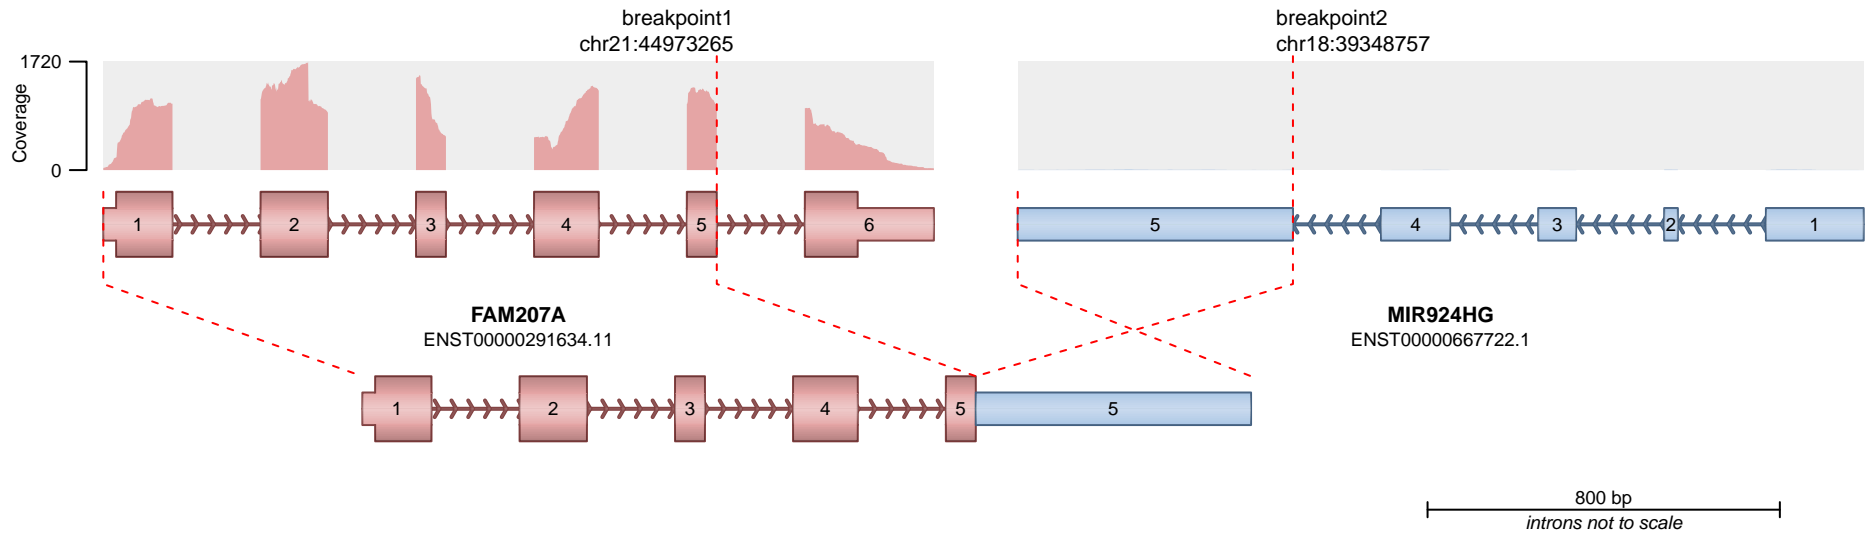 breakpoint1
chr21:44973265
breakpoint2
chr18:39348757
1720
Coverage
0
1 2 3 4 5 6
5 4 3 2 1
FAM207A
ENST00000291634.11
MIR924HG
ENST00000667722.1
1 2 3 4 5 5
800 bp
introns not to scale